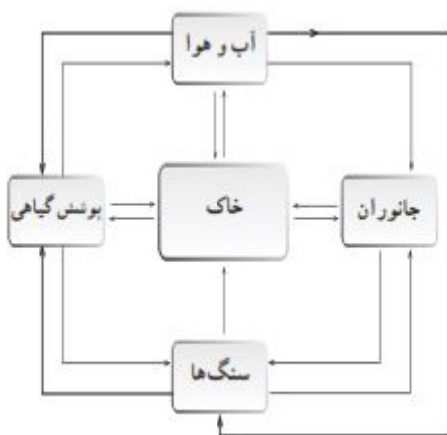 آب و هوا
پوشش گیاهی
خاک
جانوران
سنگ‌ها